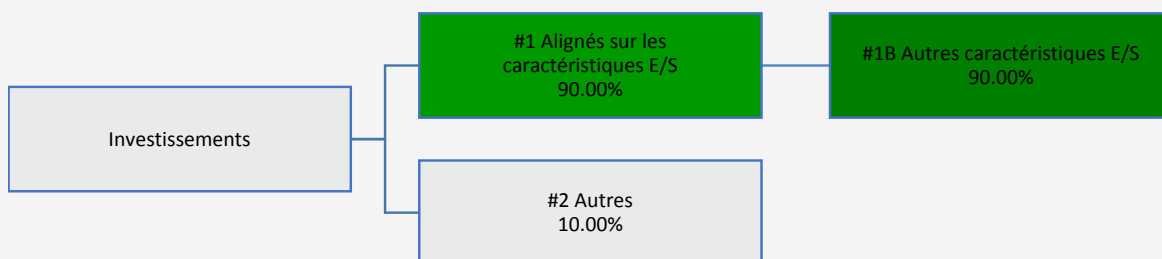 Investissements
#1 Alignés sur les
caractéristiques E/S
90.00%
#1B Autres caractéristiques E/S
90.00%
#2 Autres
10.00%